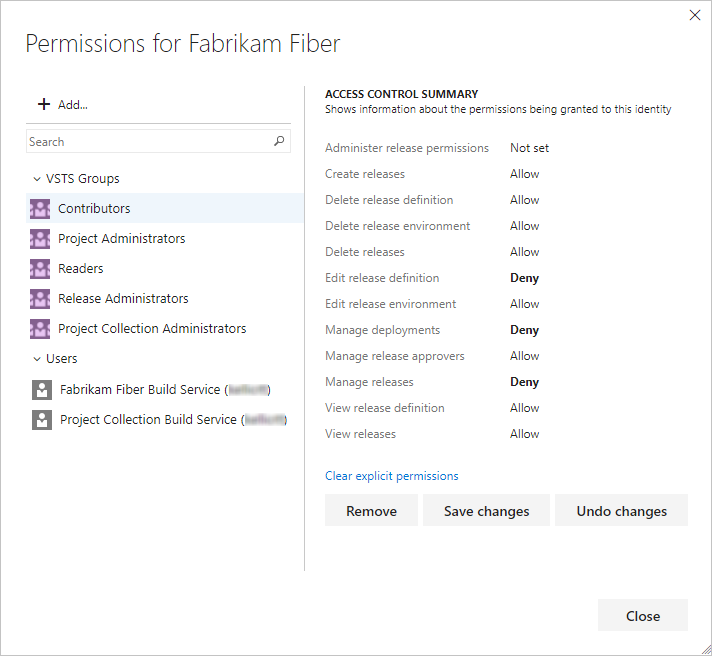 Permissions for Fabrikam Fiber
Add...
Search
VSTS Groups
Contributors
Project Administrators
Readers
Release Administrators
Project Collection Administrators
Users
Fabrikam Fiber Build Service ( )
Project Collection Build Service ( )
ACCESS CONTROL SUMMARY
Shows information about the permissions being granted to this identity
Administer release permissions Not set
Create releases Allow
Delete release definition Allow
Delete release environment Allow
Delete releases Allow
Edit release definition Deny
Edit release environment Allow
Manage deployments Deny
Manage release approvers Allow
Manage releases Deny
View release definition Allow
View releases Allow
Clear explicit permissions
Remove Save changes Undo changes
Close